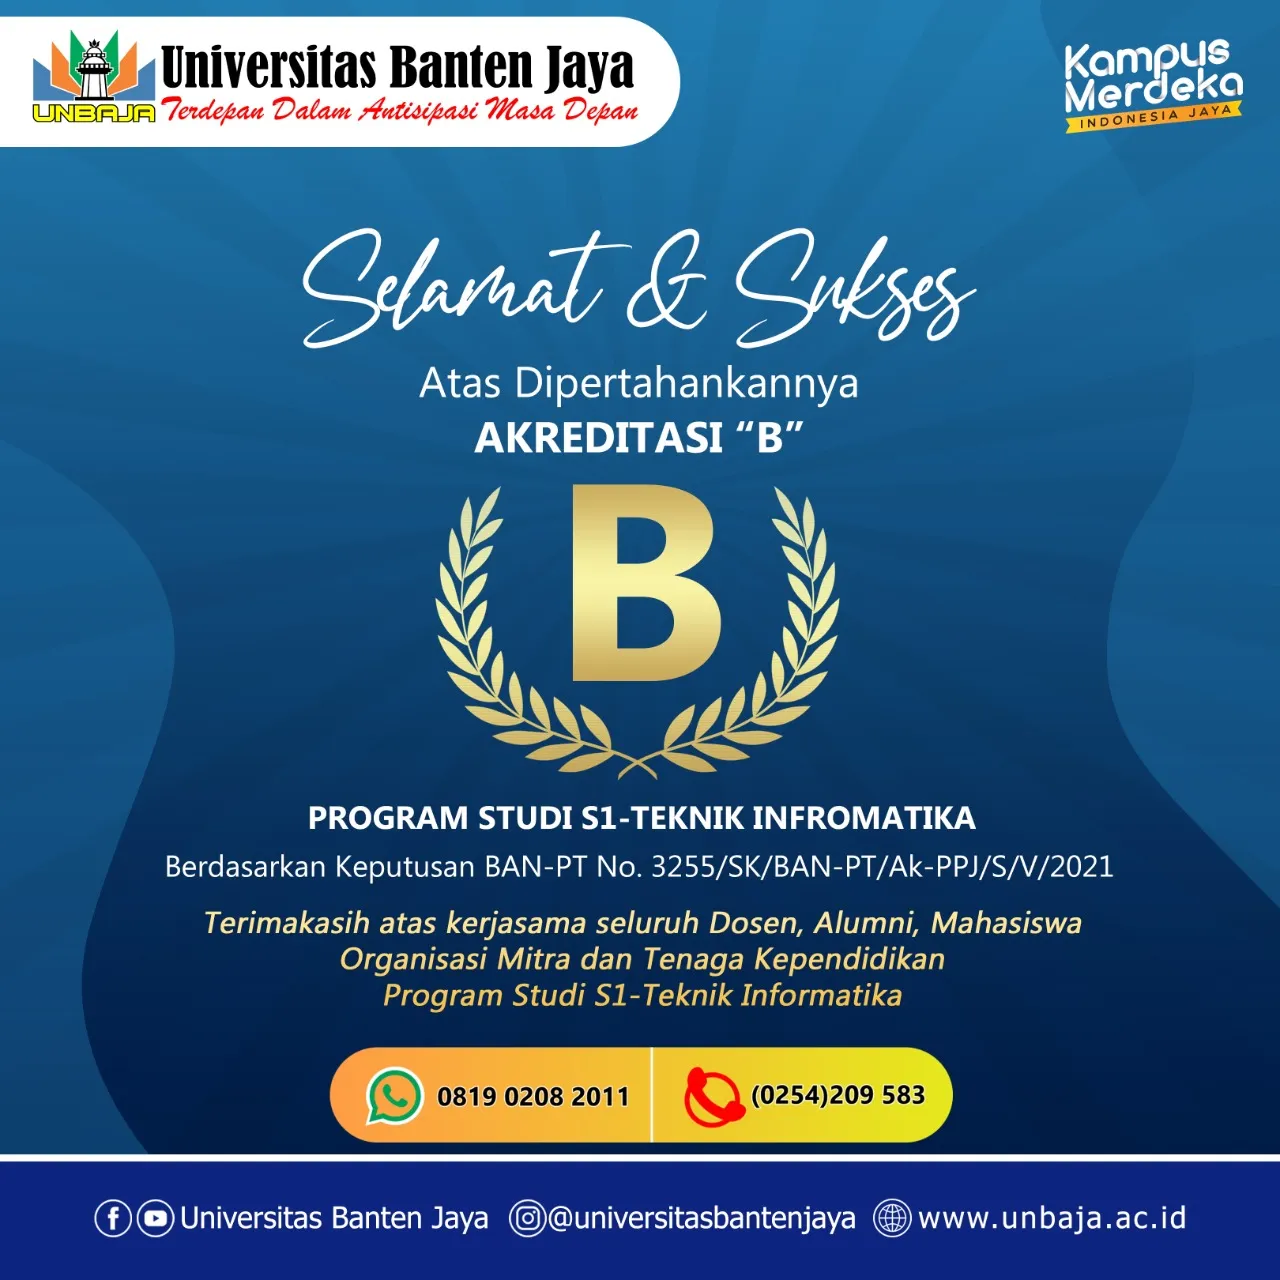 UNBAJA
Universitas Banten Jaya
Terdepan Dalam Antisipasi Masa Depan
Kampus
Merdeka
INDONESIA JAYA
Selamat & Sukses
Atas Dipertahankannya
AKREDITASI “B”
B
PROGRAM STUDI S1-TEKNIK INFROMATIKA
Berdasarkan Keputusan BAN-PT No. 3255/SK/BAN-PT/Ak-PPJ/S/V/2021
Terimakasih atas kerjasama seluruh Dosen, Alumni, Mahasiswa
Organisasi Mitra dan Tenaga Kependidikan
Program Studi S1-Teknik Informatika
0819 0208 2011 (0254)209 583
Universitas Banten Jaya @universitasbantenjaya www.unbaja.ac.id